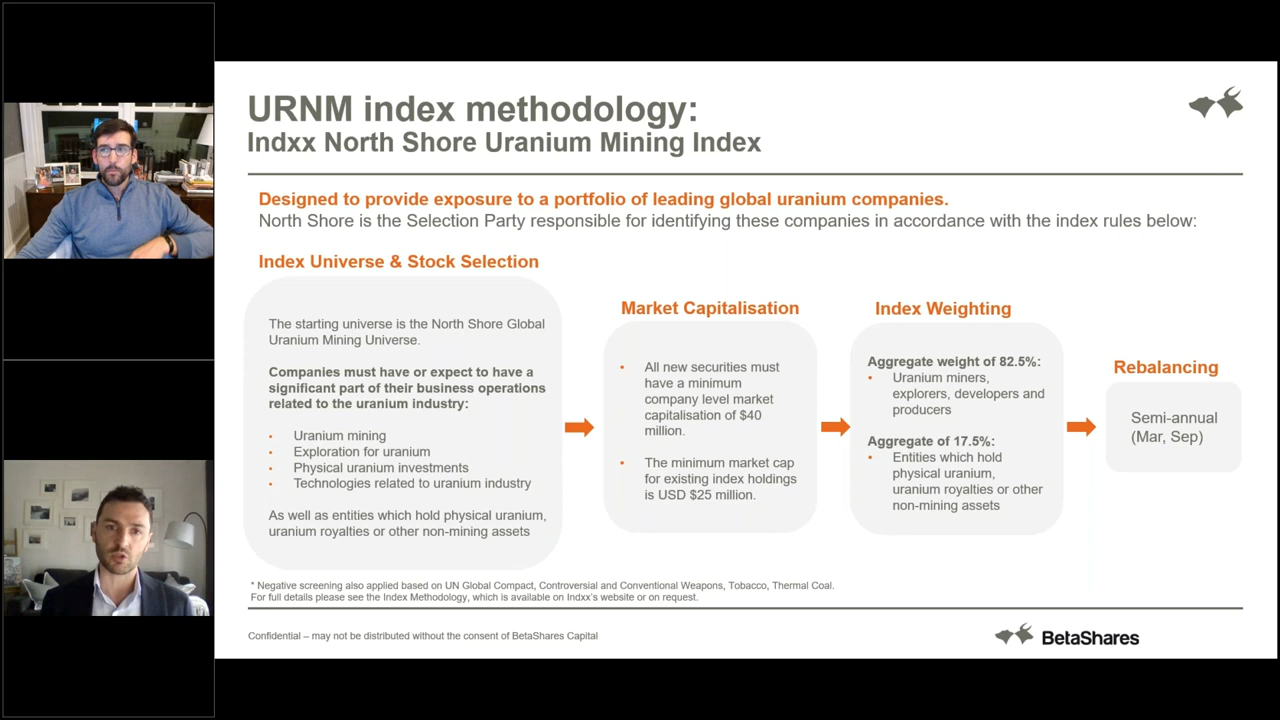 URNM index methodology:
Indxx North Shore Uranium Mining Index
Designed to provide exposure to a portfolio of leading global uranium companies.
North Shore is the Selection Party responsible for identifying these companies in accordance with the index rules below:
Index Universe & Stock Selection
The starting universe is the North Shore Global
Uranium Mining Universe.
Companies must have or expect to have a
significant part of their business operations
related to the uranium industry:
• Uranium mining
• Exploration for uranium
• Physical uranium investments
• Technologies related to uranium industry
As well as entities which hold physical uranium,
uranium royalties or other non-mining assets
Market Capitalisation
• All new securities must
have a minimum
company level market
capitalisation of $40
million.
• The minimum market cap
for existing index holdings
is USD $25 million.
Index Weighting
Aggregate weight of 82.5%:
• Uranium miners,
explorers, developers and
producers
Aggregate of 17.5%:
• Entities which hold
physical uranium,
uranium royalties or other
non-mining assets
Rebalancing
Semi-annual
(Mar, Sep)
* Negative screening also applied based on UN Global Compact, Controversial and Conventional Weapons, Tobacco, Thermal Coal.
For full details please see the Index Methodology, which is available on Indxx's website or on request.
Confidential – may not be distributed without the consent of BetaShares Capital
BetaShares